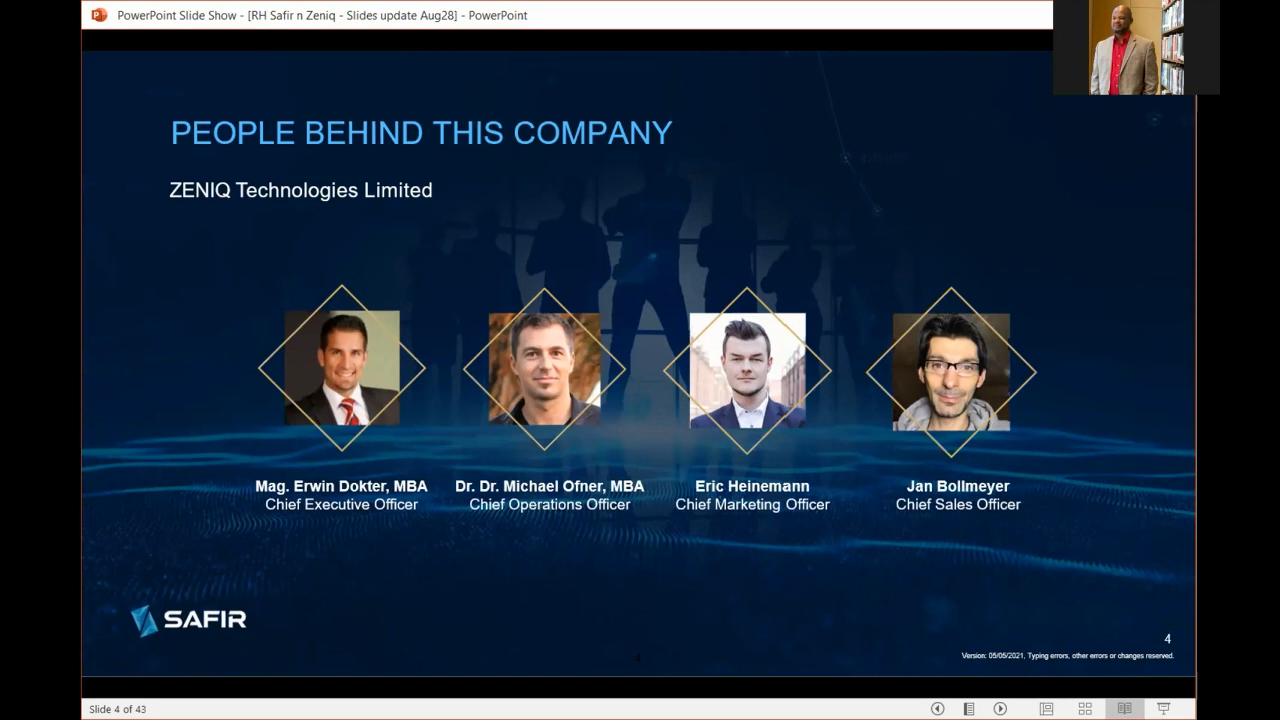 PowerPoint Slide Show - [RH Safir n Zeniq - Slides update Aug28] - PowerPoint
PEOPLE BEHIND THIS COMPANY
ZENIQ Technologies Limited
Mag. Erwin Dokter, MBA
Chief Executive Officer
Dr. Dr. Michael Ofner, MBA
Chief Operations Officer
Eric Heinemann
Chief Marketing Officer
Jan Bollmeyer
Chief Sales Officer
SAFIR
4
4
Version: 05/05/2021, Typing errors, other errors or changes reserved.
Slide 4 of 43